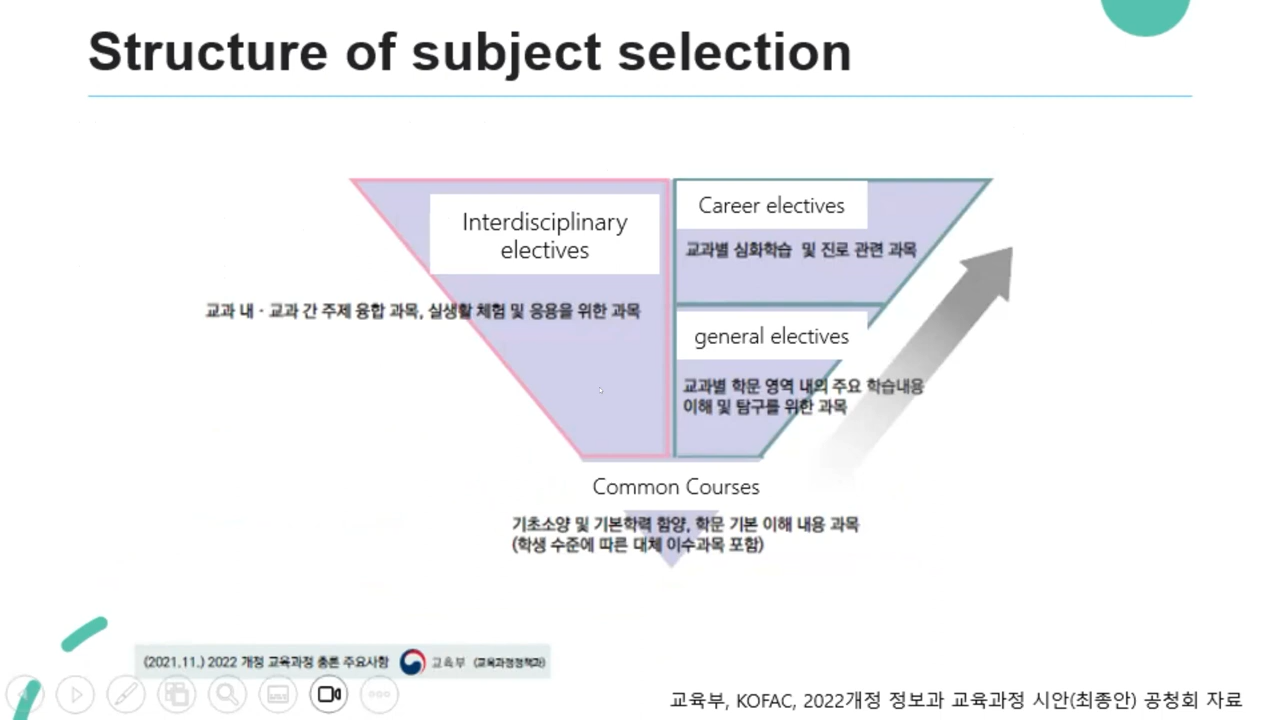 Structure of subject selection
Interdisciplinary
electives
교과 내 · 교과 간 주제 융합 과목, 실생활 체험 및 응용을 위한 과목
Career electives
교과별 심화학습 및 진로 관련 과목
general electives
교과별 학문 영역 내의 주요 학습내용
이해 및 탐구를 위한 과목
Common Courses
기초소양 및 기본학력 함양, 학문 기본 이해 내용 과목
(학생 수준에 따른 대체 이수과목 포함)
(2021.11.) 2022 개정 교육과정 총론 주요사항 교육부 (교육과정정책과)
교육부, KOFAC, 2022개정 정보과 교육과정 시안(최종안) 공청회 자료